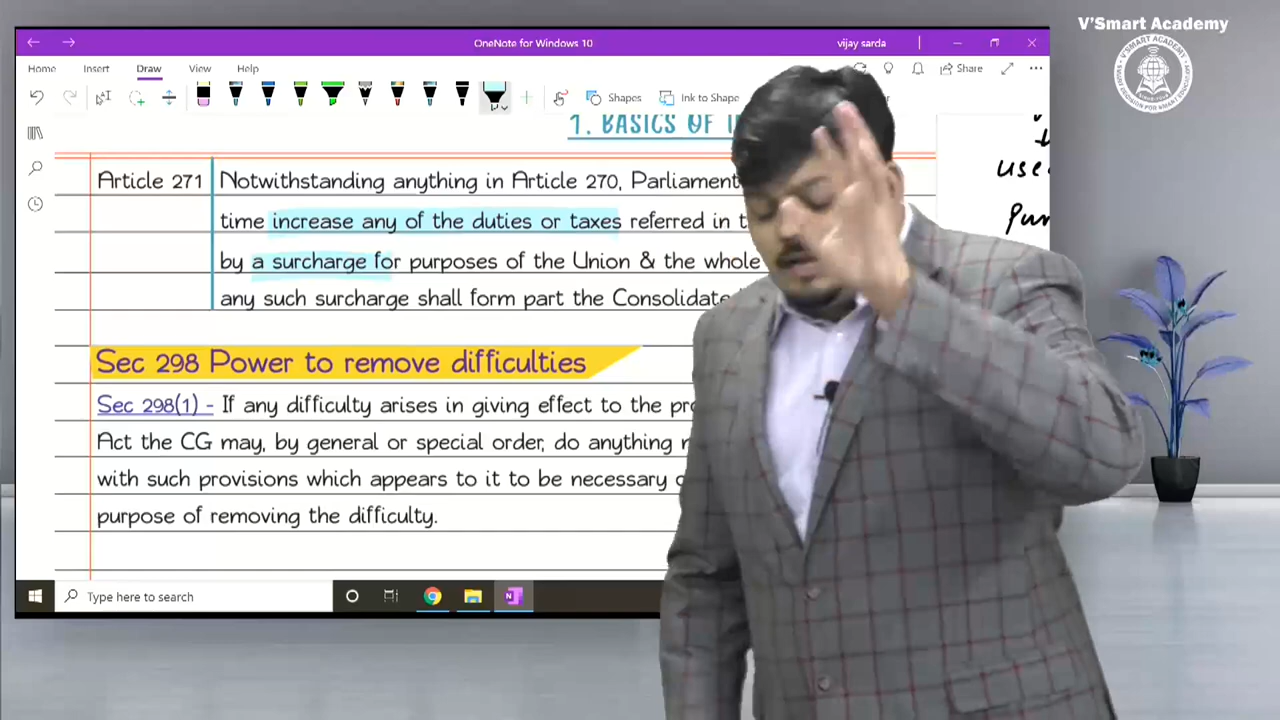 V'Smart Academy
OneNote for Windows 10
vijay sarda
Home Insert Draw View Help
Share
Shapes
Ink to Shape
1. BASICS OF
Article 271 Notwithstanding anything in Article 270, Parliament
time increase any of the duties or taxes referred in
by a surcharge for purposes of the Union & the whole
any such surcharge shall form part the
Sec 298 Power to remove difficulties
Sec 298(1) - If any difficulty arises in giving effect to the
Act the CG may, by general or special order, do anything
with such provisions which appears to it to be necessary
purpose of removing the difficulty.
Type here to search